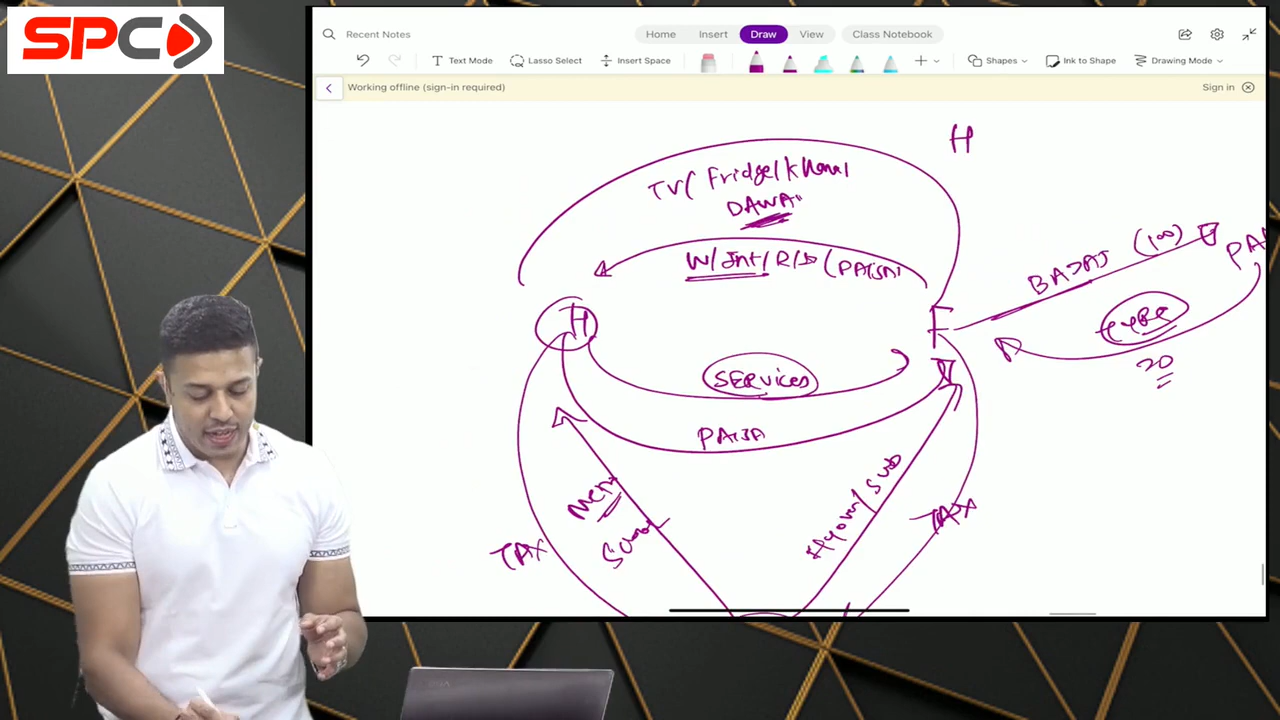 SPC
Recent Notes
Home Insert Draw View Class Notebook
Text Mode Lasso Select Insert Space Shapes Ink to Shape Drawing Mode
Working offline (sign-in required) Sign in
H
TV/ Fridge/
DAWA
BAJAJ (100)
W/Int/R/ (PAISA)
H
F
20
SERVICES
PAISA
TAX
TAX